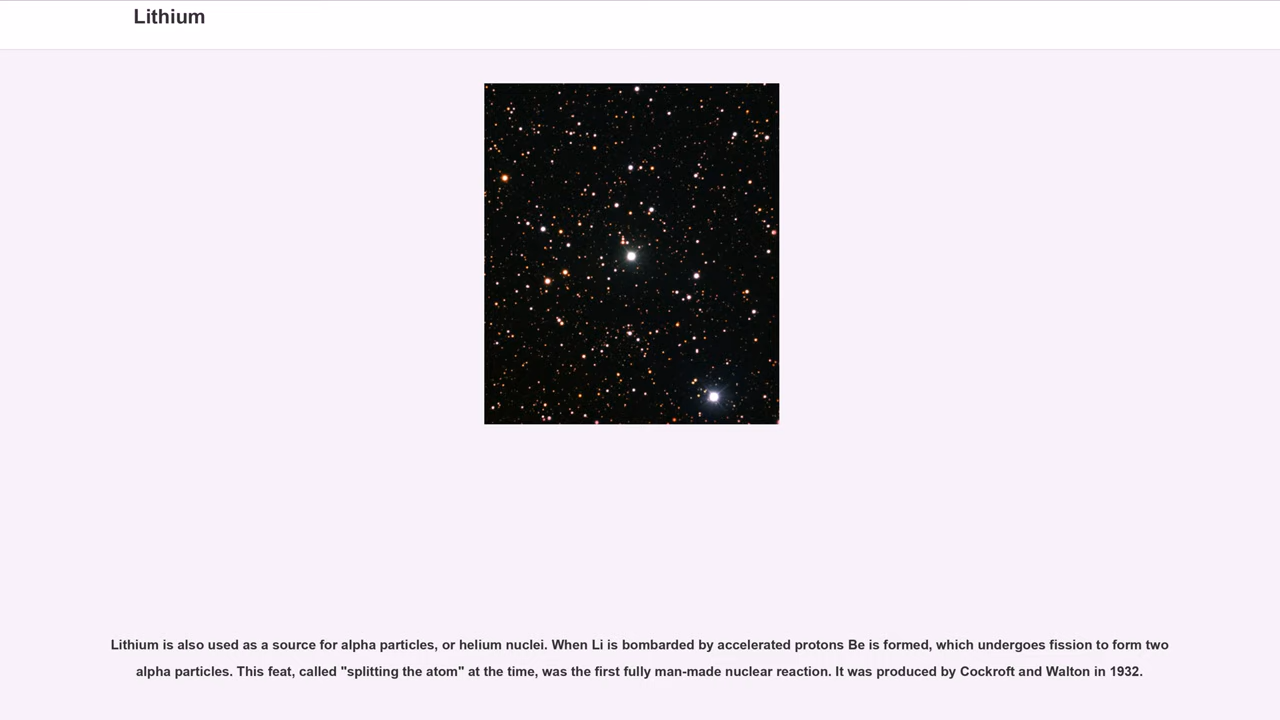 Lithium
Lithium is also used as a source for alpha particles, or helium nuclei. When Li is bombarded by accelerated protons Be is formed, which undergoes fission to form two
alpha particles. This feat, called "splitting the atom" at the time, was the first fully man-made nuclear reaction. It was produced by Cockroft and Walton in 1932.